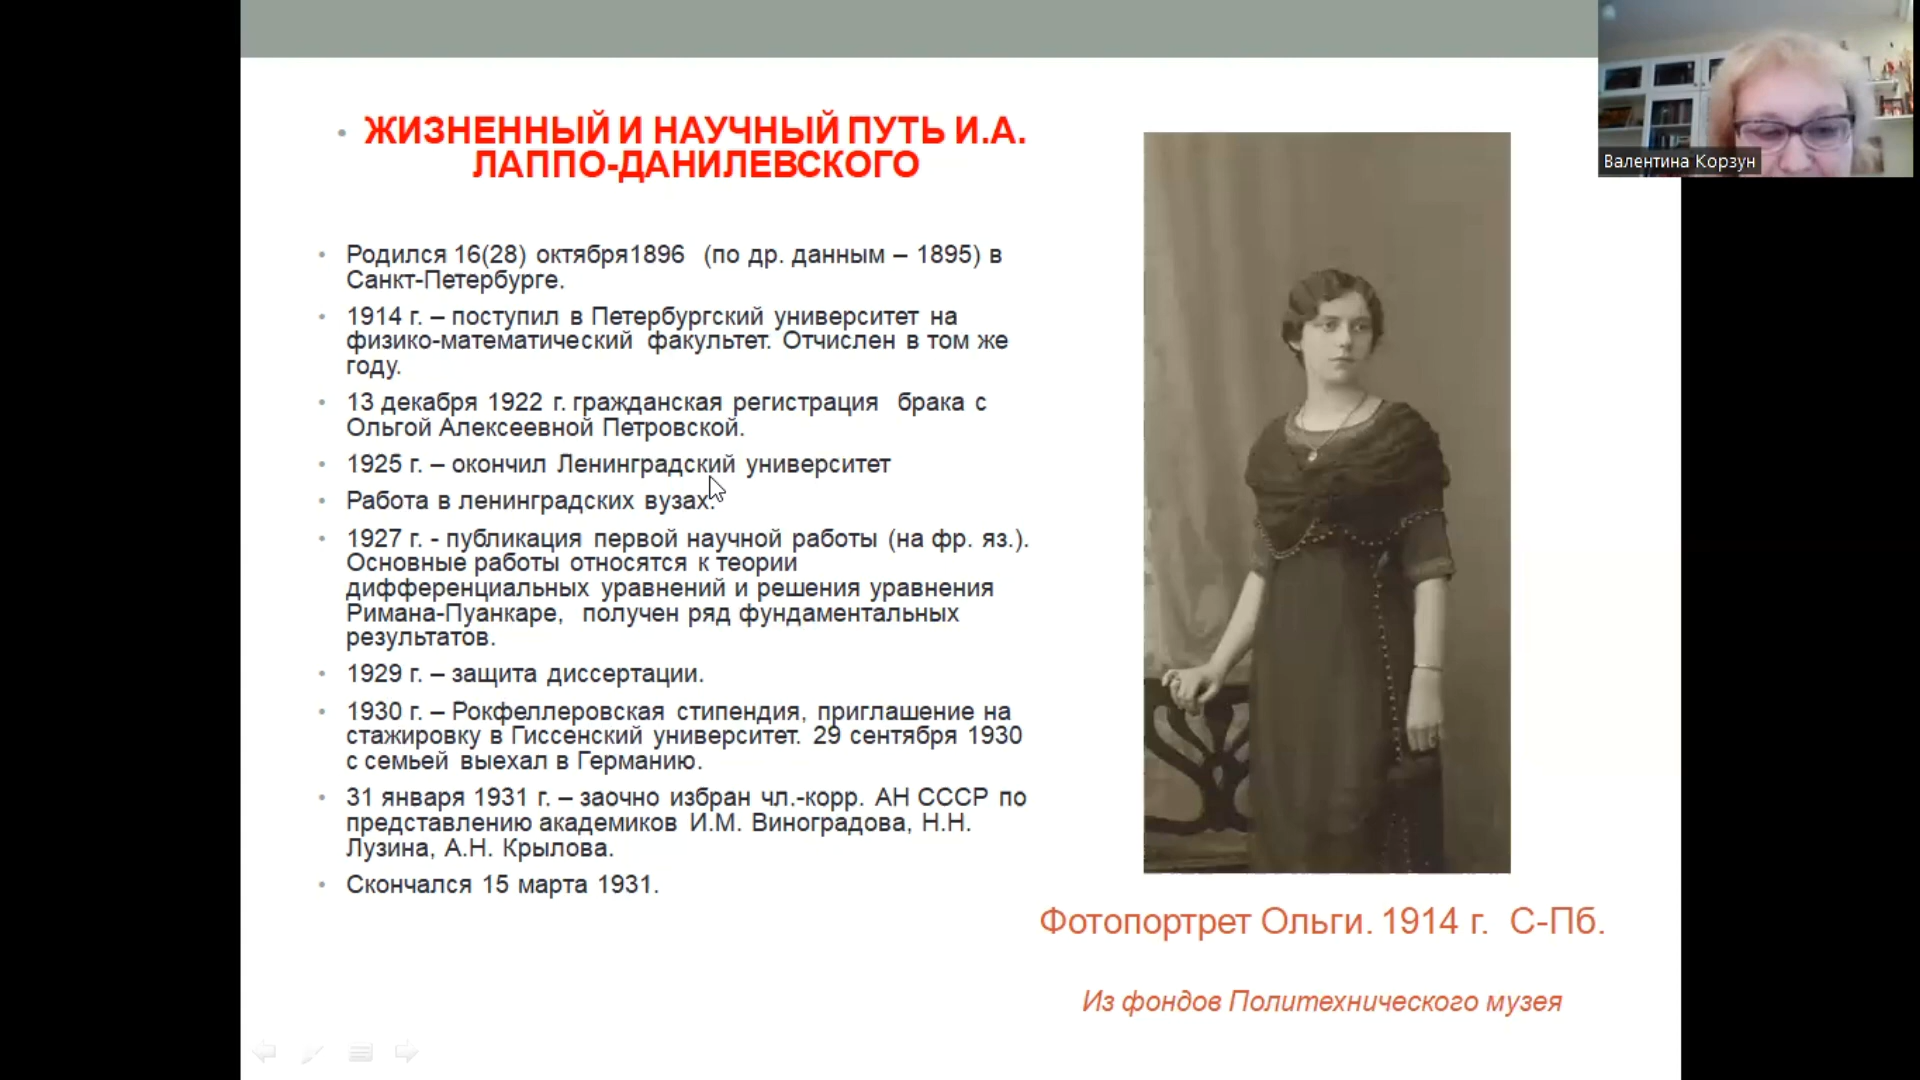 ЖИЗНЕННЫЙ И НАУЧНЫЙ ПУТЬ И.А.
ЛАППО-ДАНИЛЕВСКОГО
Родился 16(28) октября1896 (по др. данным – 1895) в
Санкт-Петербурге.
1914 г. – поступил в Петербургский университет на
физико-математический факультет. Отчислен в том же
году.
13 декабря 1922 г. гражданская регистрация брака с
Ольгой Алексеевной Петровской.
1925 г. – окончил Ленинградский университет
Работа в ленинградских вузах.
1927 г. - публикация первой научной работы (на фр. яз.).
Основные работы относятся к теории
дифференциальных уравнений и решения уравнения
Римана-Пуанкаре, получен ряд фундаментальных
результатов.
1929 г. – защита диссертации.
1930 г. – Рокфеллеровская стипендия, приглашение на
стажировку в Гиссенский университет. 29 сентября 1930
с семьей выехал в Германию.
31 января 1931 г. – заочно избран чл.-корр. АН СССР по
представлению академиков И.М. Виноградова, Н.Н.
Лузина, А.Н. Крылова.
Скончался 15 марта 1931.
Фотопортрет Ольги. 1914 г. С-Пб.
Из фондов Политехнического музея
Валентина Корзун